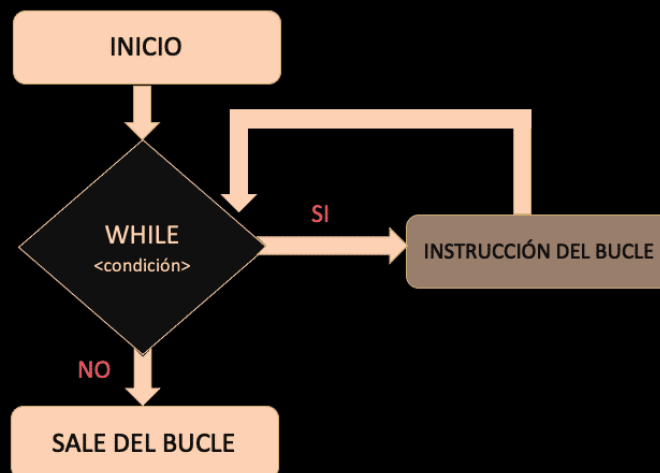 INICIO
WHILE
<condición>
SI
INSTRUCCIÓN DEL BUCLE
NO
SALE DEL BUCLE